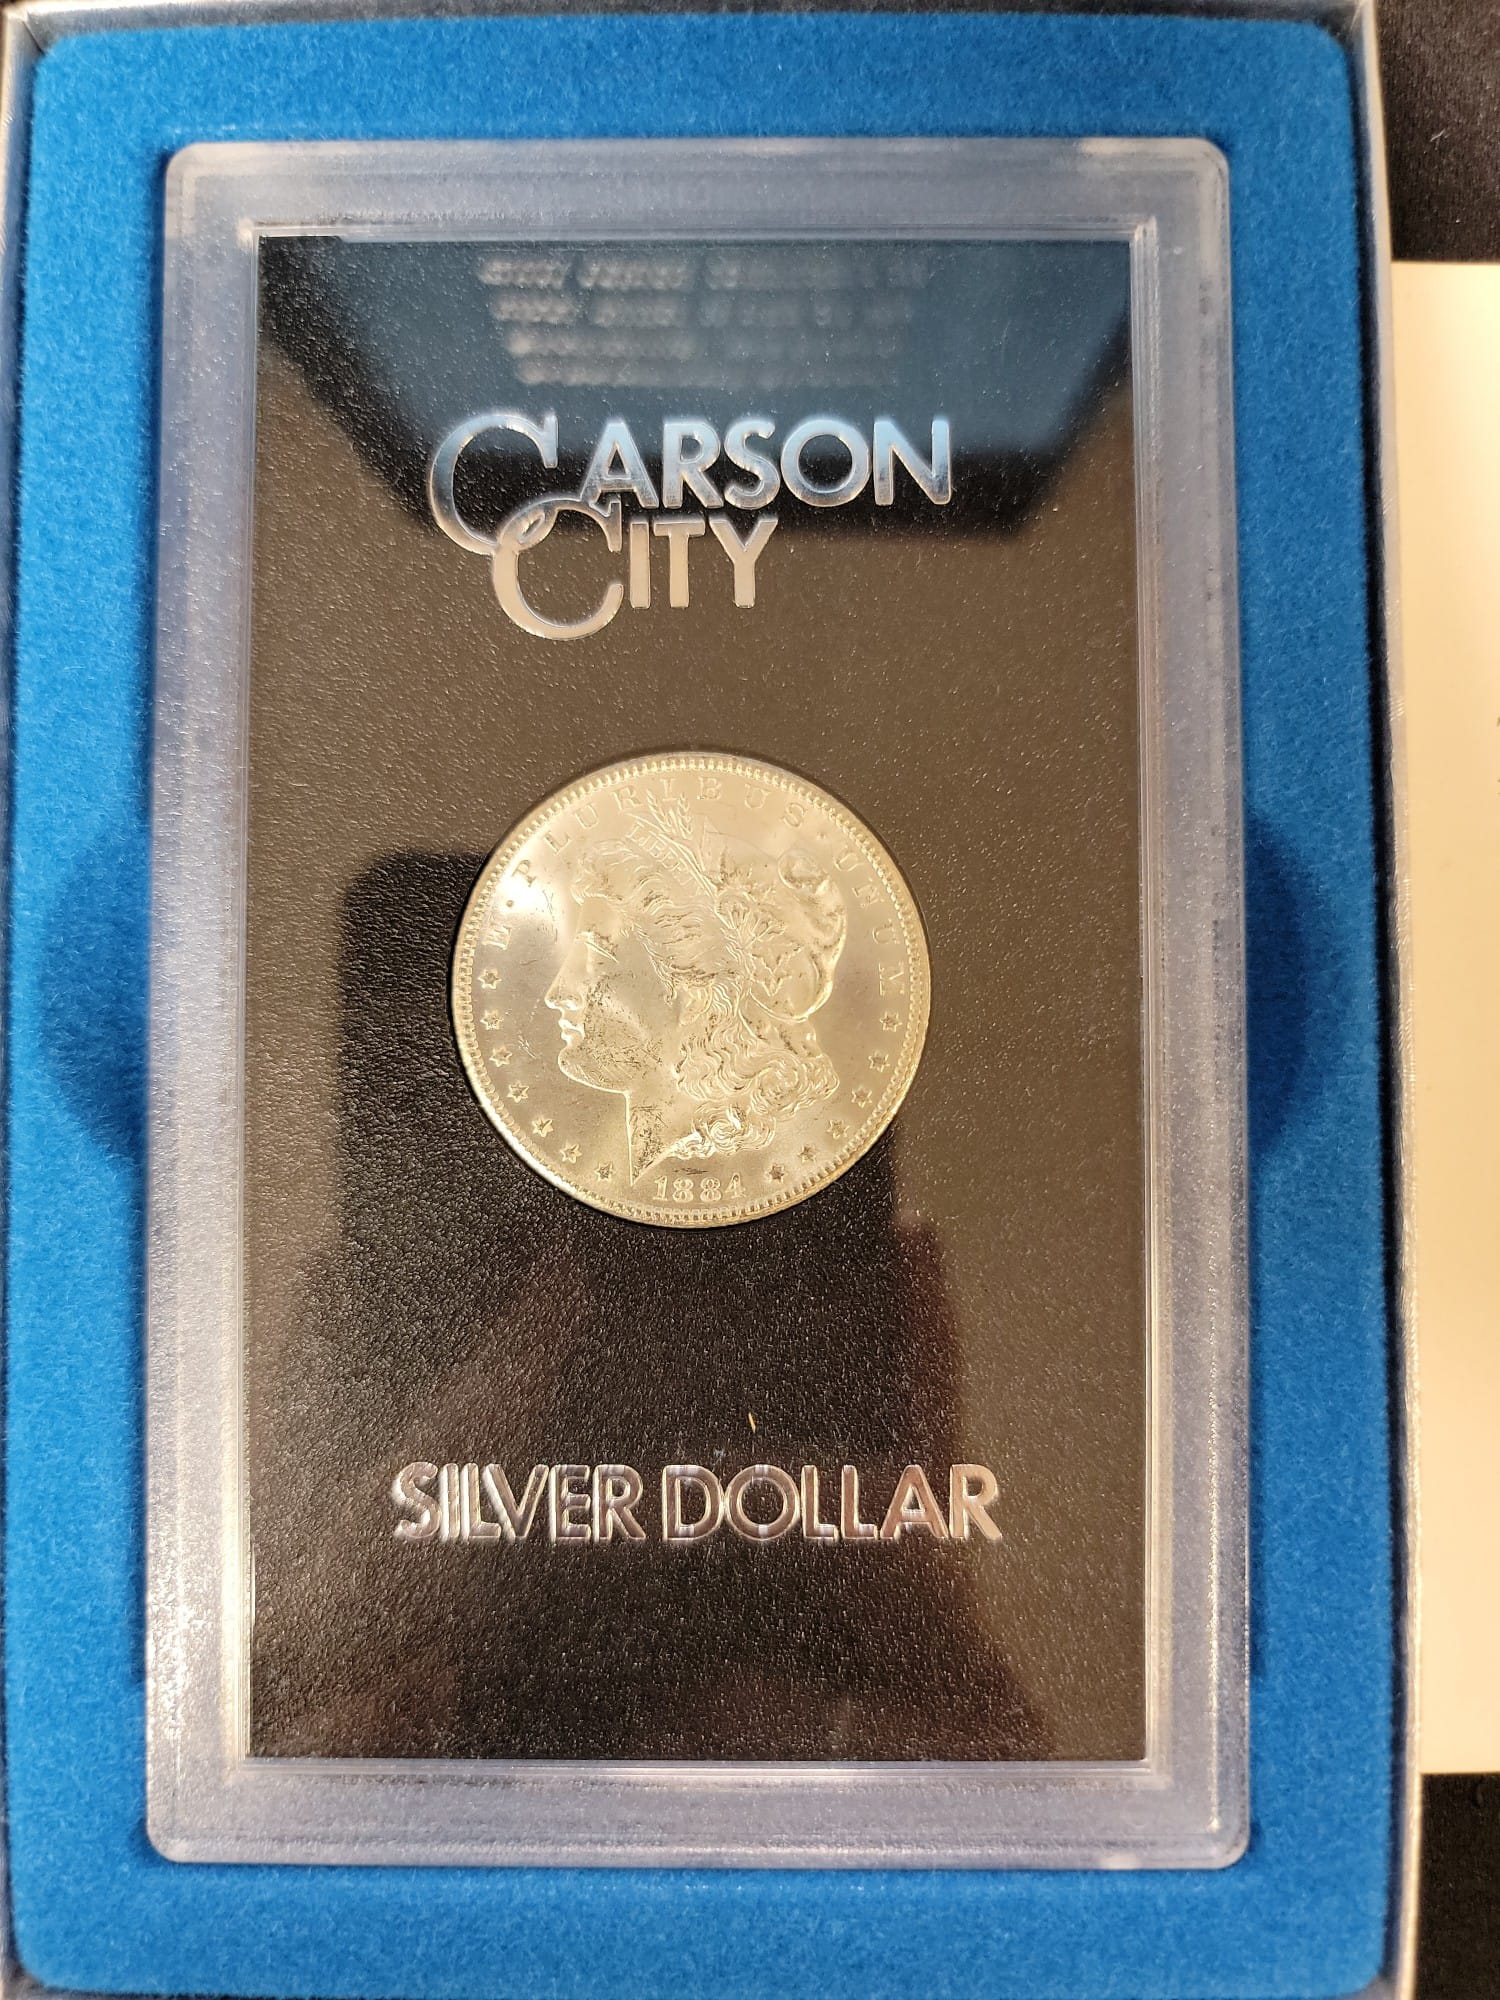 CARSON
CITY
E · PLURIBUS · UNUM
LIBERTY
1884
SILVER DOLLAR